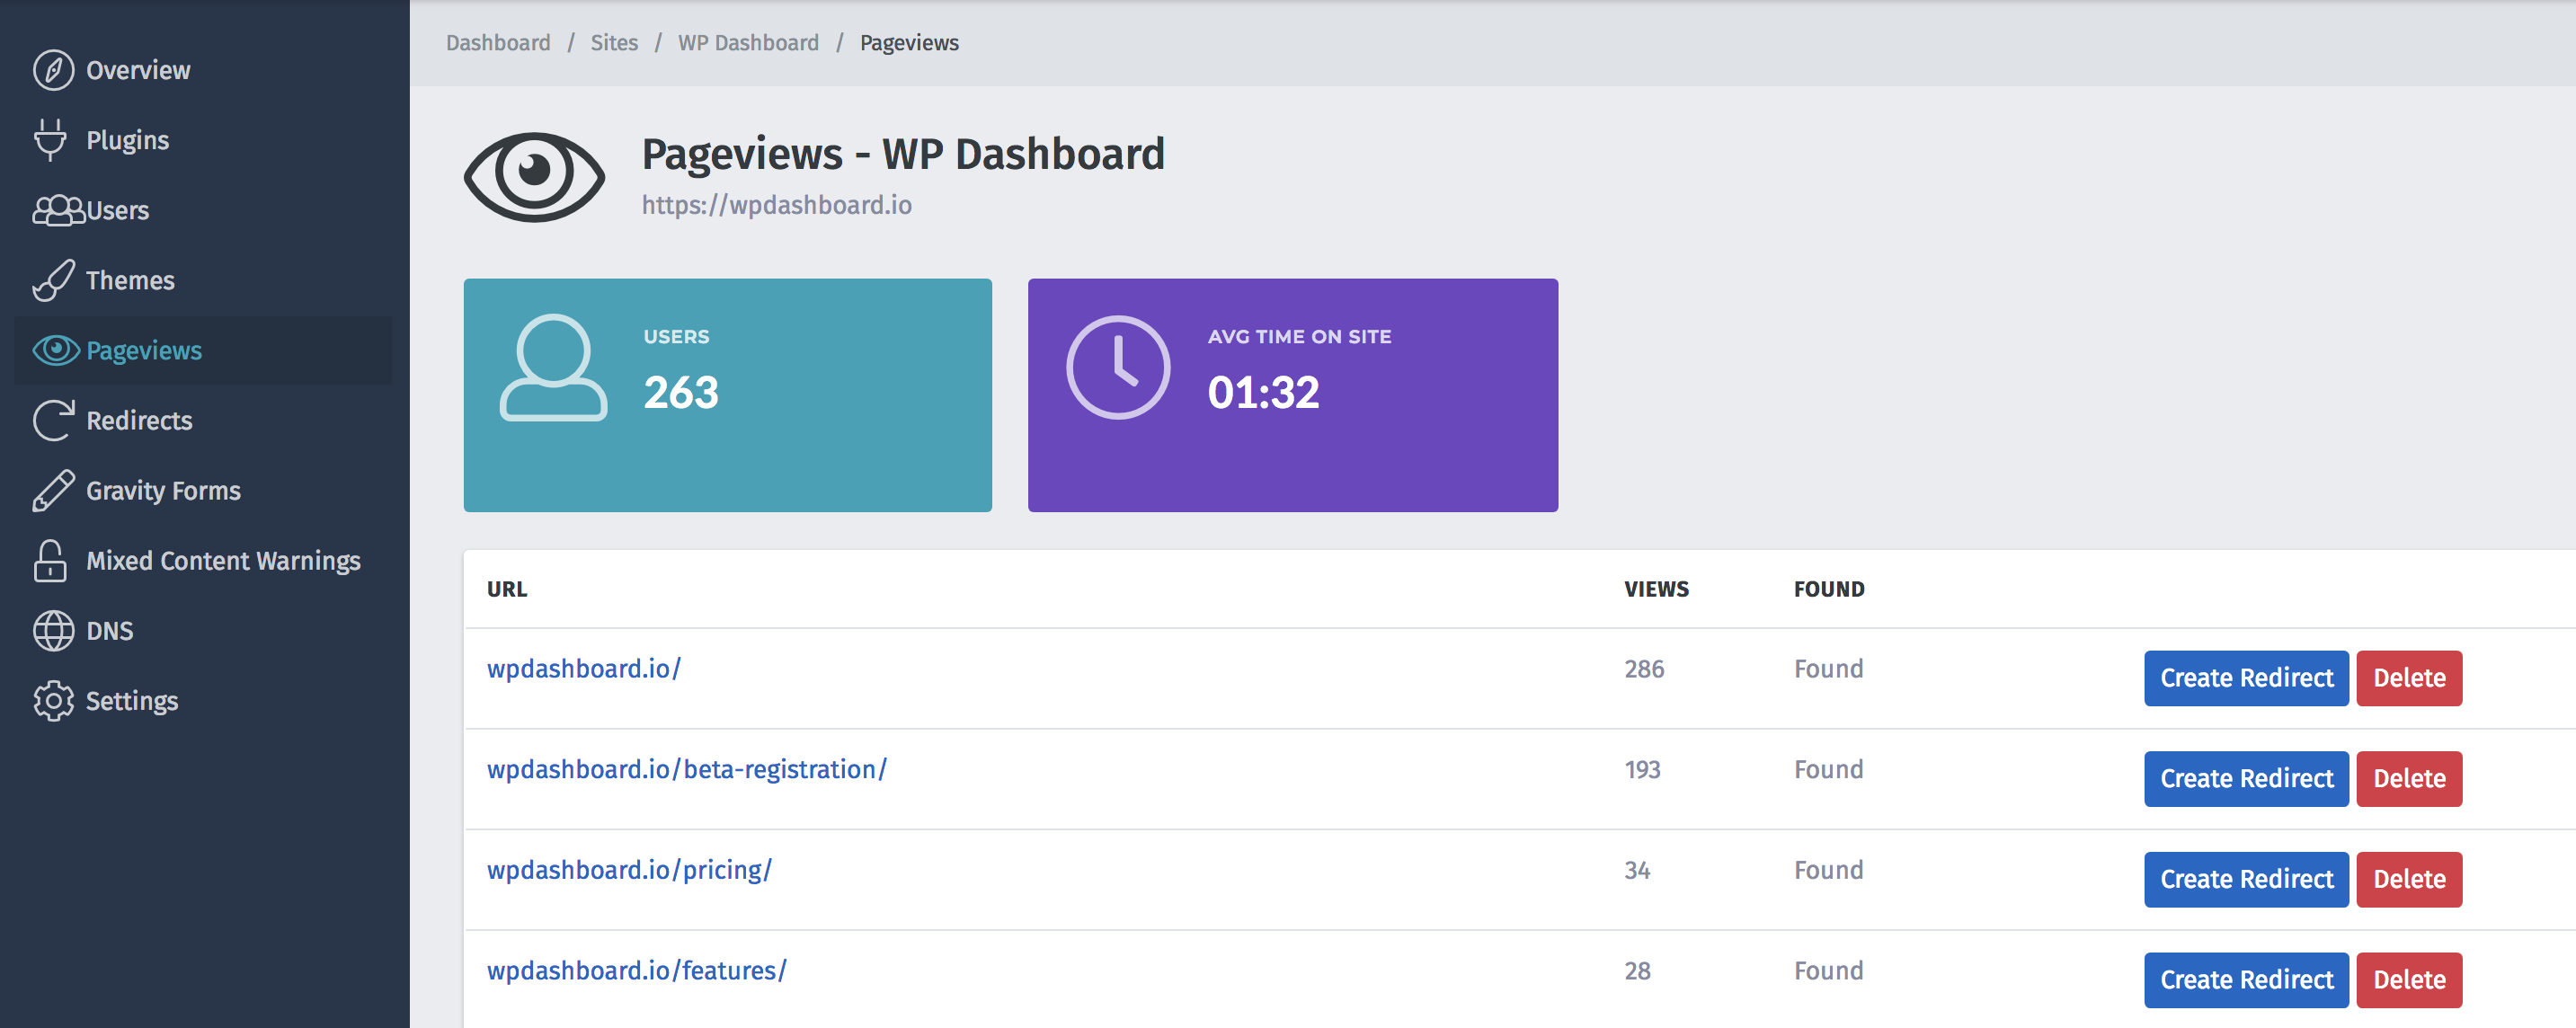 Overview
Plugins
Users
Themes
Pageviews
Redirects
Gravity Forms
Mixed Content Warnings
DNS
Settings
Dashboard / Sites / WP Dashboard / Pageviews
Pageviews - WP Dashboard
https://wpdashboard.io
USERS
263
AVG TIME ON SITE
01:32
URL VIEWS FOUND
wpdashboard.io/ 286 Found Create Redirect Delete
wpdashboard.io/beta-registration/ 193 Found Create Redirect Delete
wpdashboard.io/pricing/ 34 Found Create Redirect Delete
wpdashboard.io/features/ 28 Found Create Redirect Delete